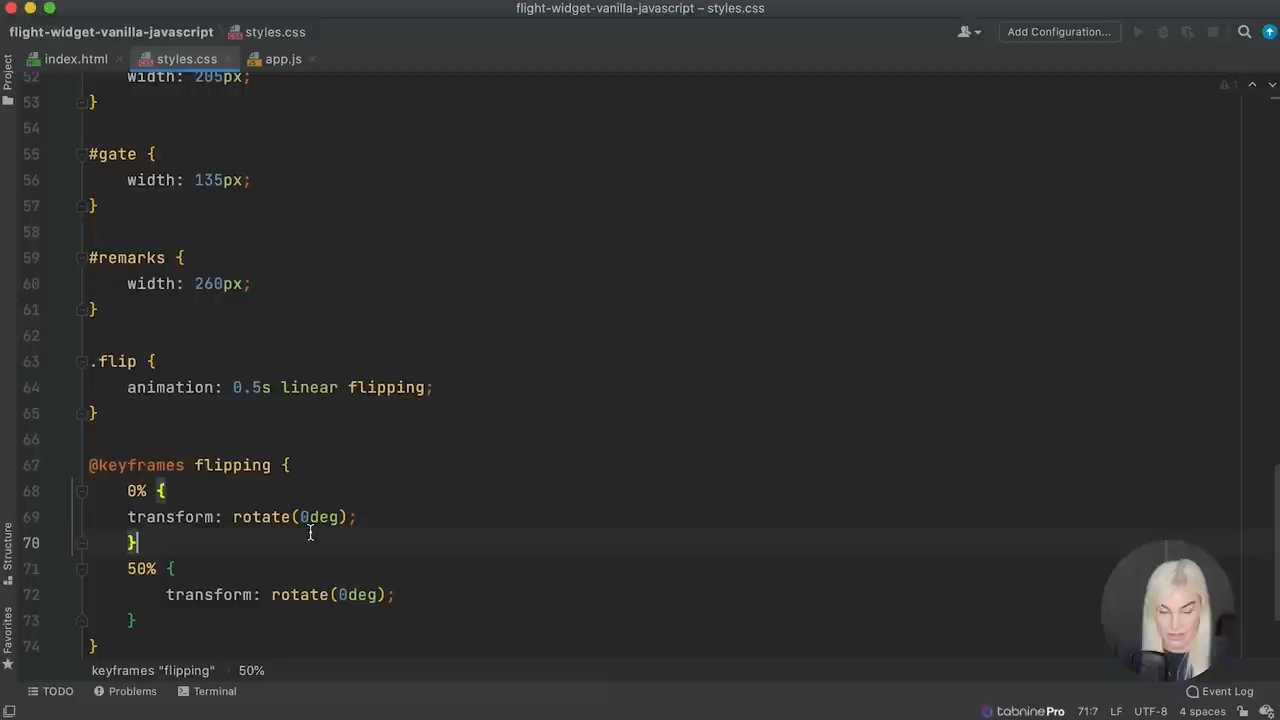 flight-widget-vanilla-javascript – styles.css
flight-widget-vanilla-javascript
styles.css
Add Configuration...
index.html
styles.css
app.js
Project
Structure
Favorites
1
52 width: 205px;
53 }
54
55 #gate {
56 width: 135px;
57 }
58
59 #remarks {
60 width: 260px;
61 }
62
63 .flip {
64 animation: 0.5s linear flipping;
65 }
66
67 @keyframes flipping {
68 0% {
69 transform: rotate(0deg);
70 }
71 50% {
72 transform: rotate(0deg);
73 }
74 }
keyframes "flipping" 50%
TODO Problems Terminal Event Log
tabninePro 71:7 LF UTF-8 4 spaces